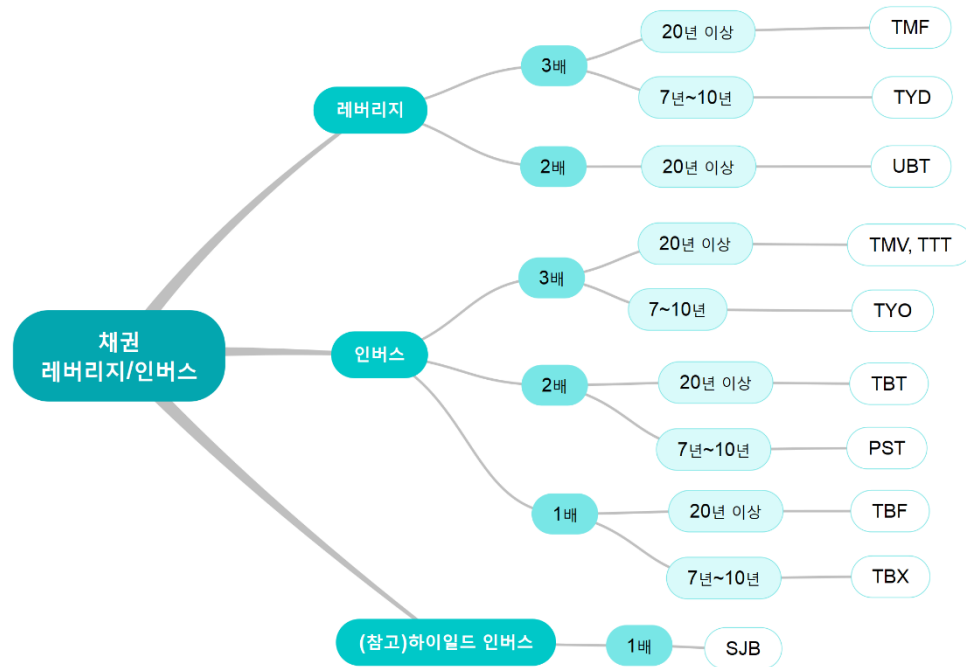 채권
레버리지/인버스
레버리지
3배
20년 이상
TMF
7년~10년
TYD
2배
20년 이상
UBT
인버스
3배
20년 이상
TMV, TTT
7~10년
TYO
2배
20년 이상
TBT
7년~10년
PST
1배
20년 이상
TBF
7년~10년
TBX
(참고)하이일드 인버스
1배
SJB